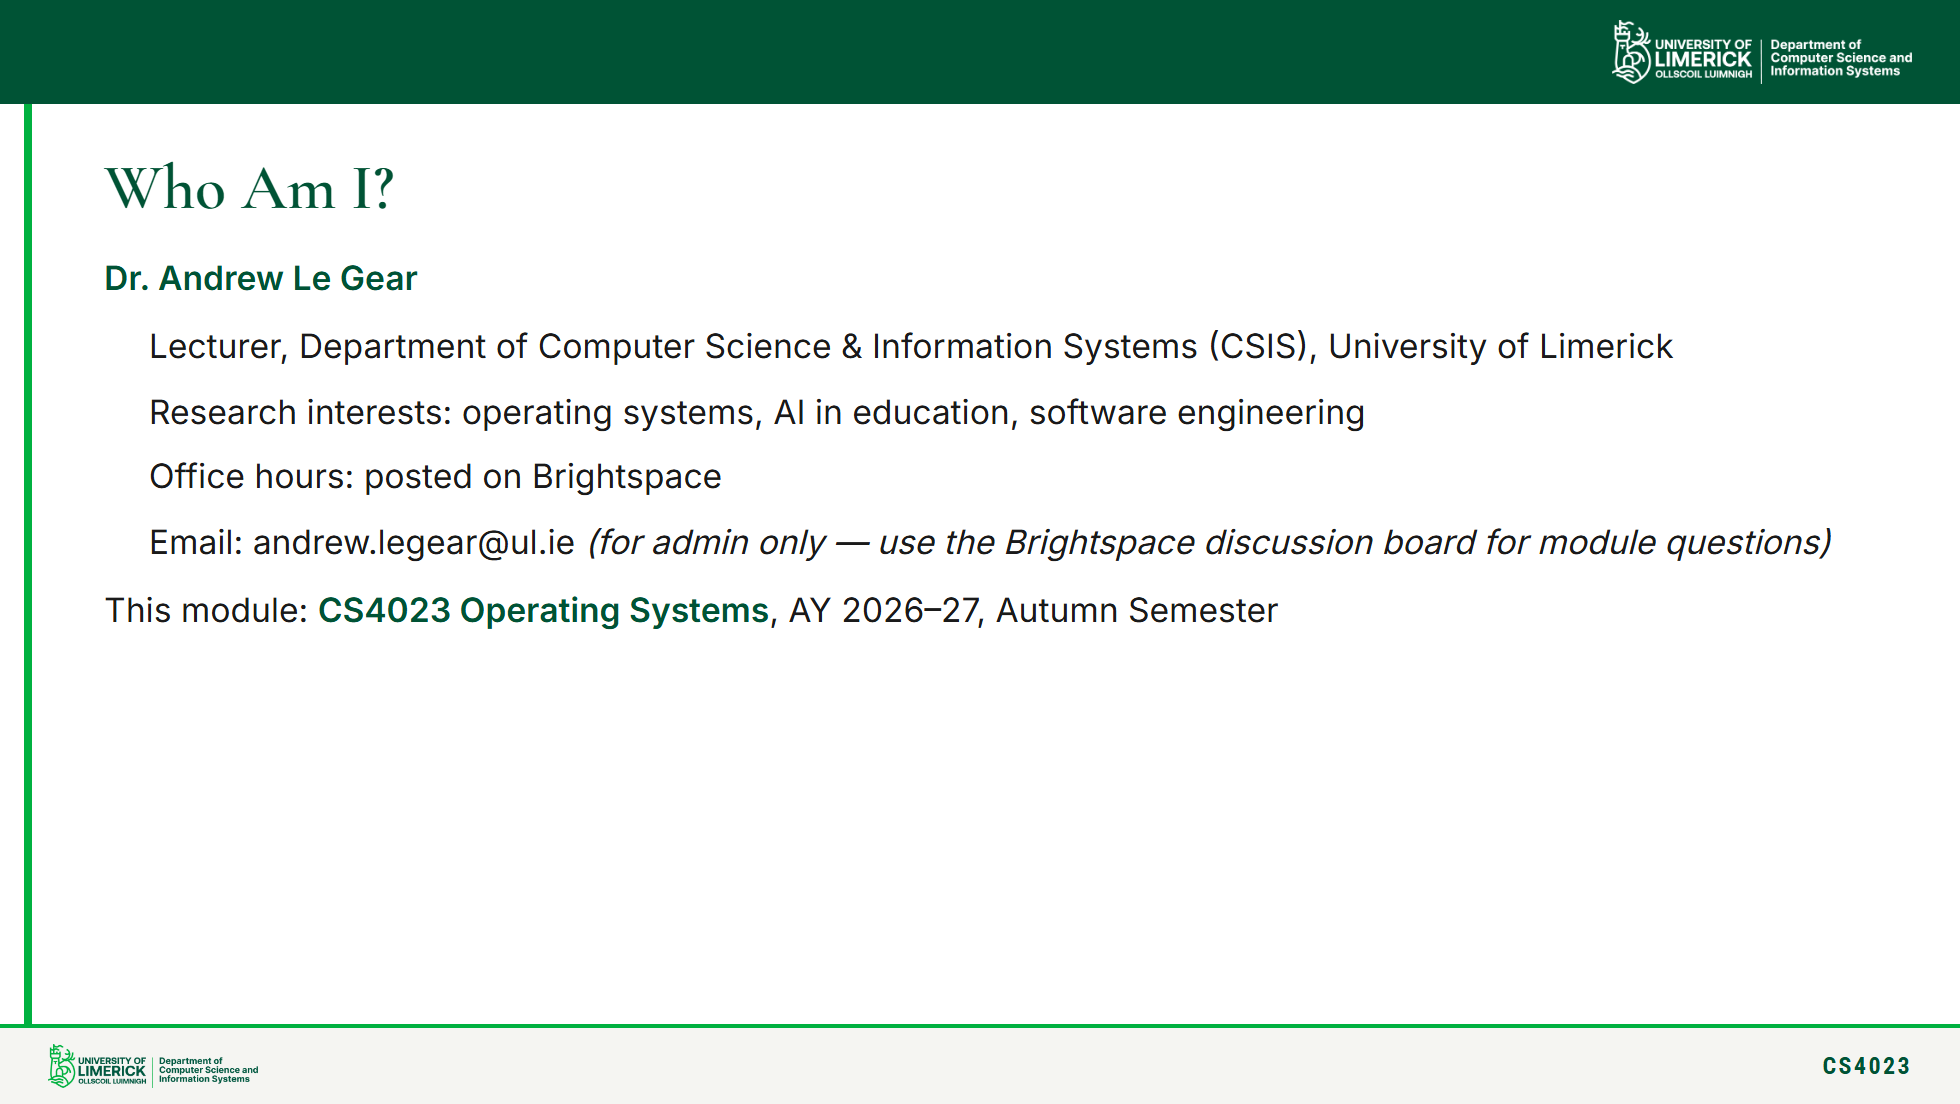 UNIVERSITY OF
LIMERICK
OLLSCOIL LUIMNIGH
Department of
Computer Science and
Information Systems
Who Am I?
Dr. Andrew Le Gear
Lecturer, Department of Computer Science & Information Systems (CSIS), University of Limerick
Research interests: operating systems, AI in education, software engineering
Office hours: posted on Brightspace
Email: andrew.legear@ul.ie (for admin only — use the Brightspace discussion board for module questions)
This module: CS4023 Operating Systems, AY 2026–27, Autumn Semester
UNIVERSITY OF
LIMERICK
OLLSCOIL LUIMNIGH
Department of
Computer Science and
Information Systems
CS4023